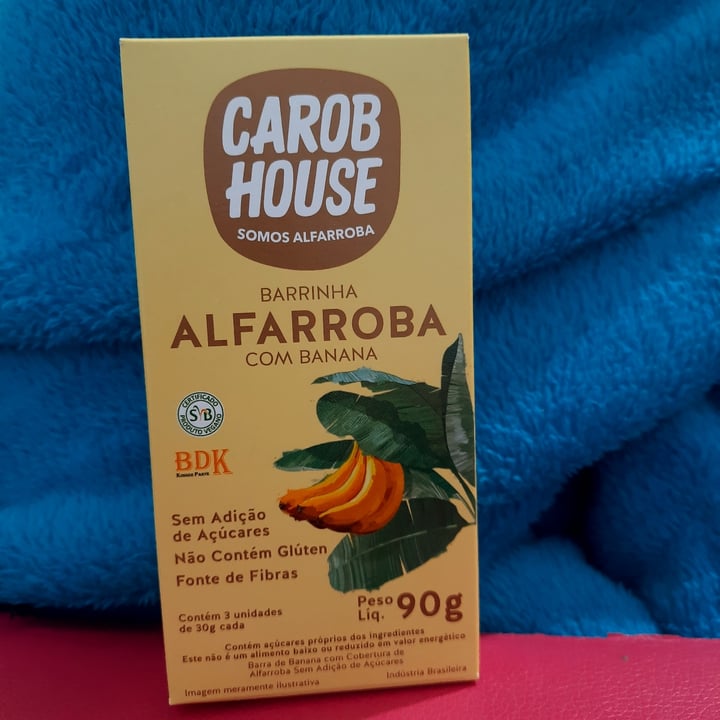 CAROB
HOUSE
SOMOS ALFARROBA
BARRINHA
ALFARROBA
COM BANANA
CERTIFICADO
SVB
PRODUTO VEGANO
BDK
KOSHER PARVE
Sem Adição
de Açúcares
Não Contém Glúten
Fonte de Fibras
Contém 3 unidades
de 30g cada
Peso
Líq. 90g
Contém açúcares próprios dos ingredientes
Este não é um alimento baixo ou reduzido em valor energético
Barra de Banana com Cobertura de
Alfarroba Sem Adição de Açúcares
Imagem meramente ilustrativa
Indústria Brasileira